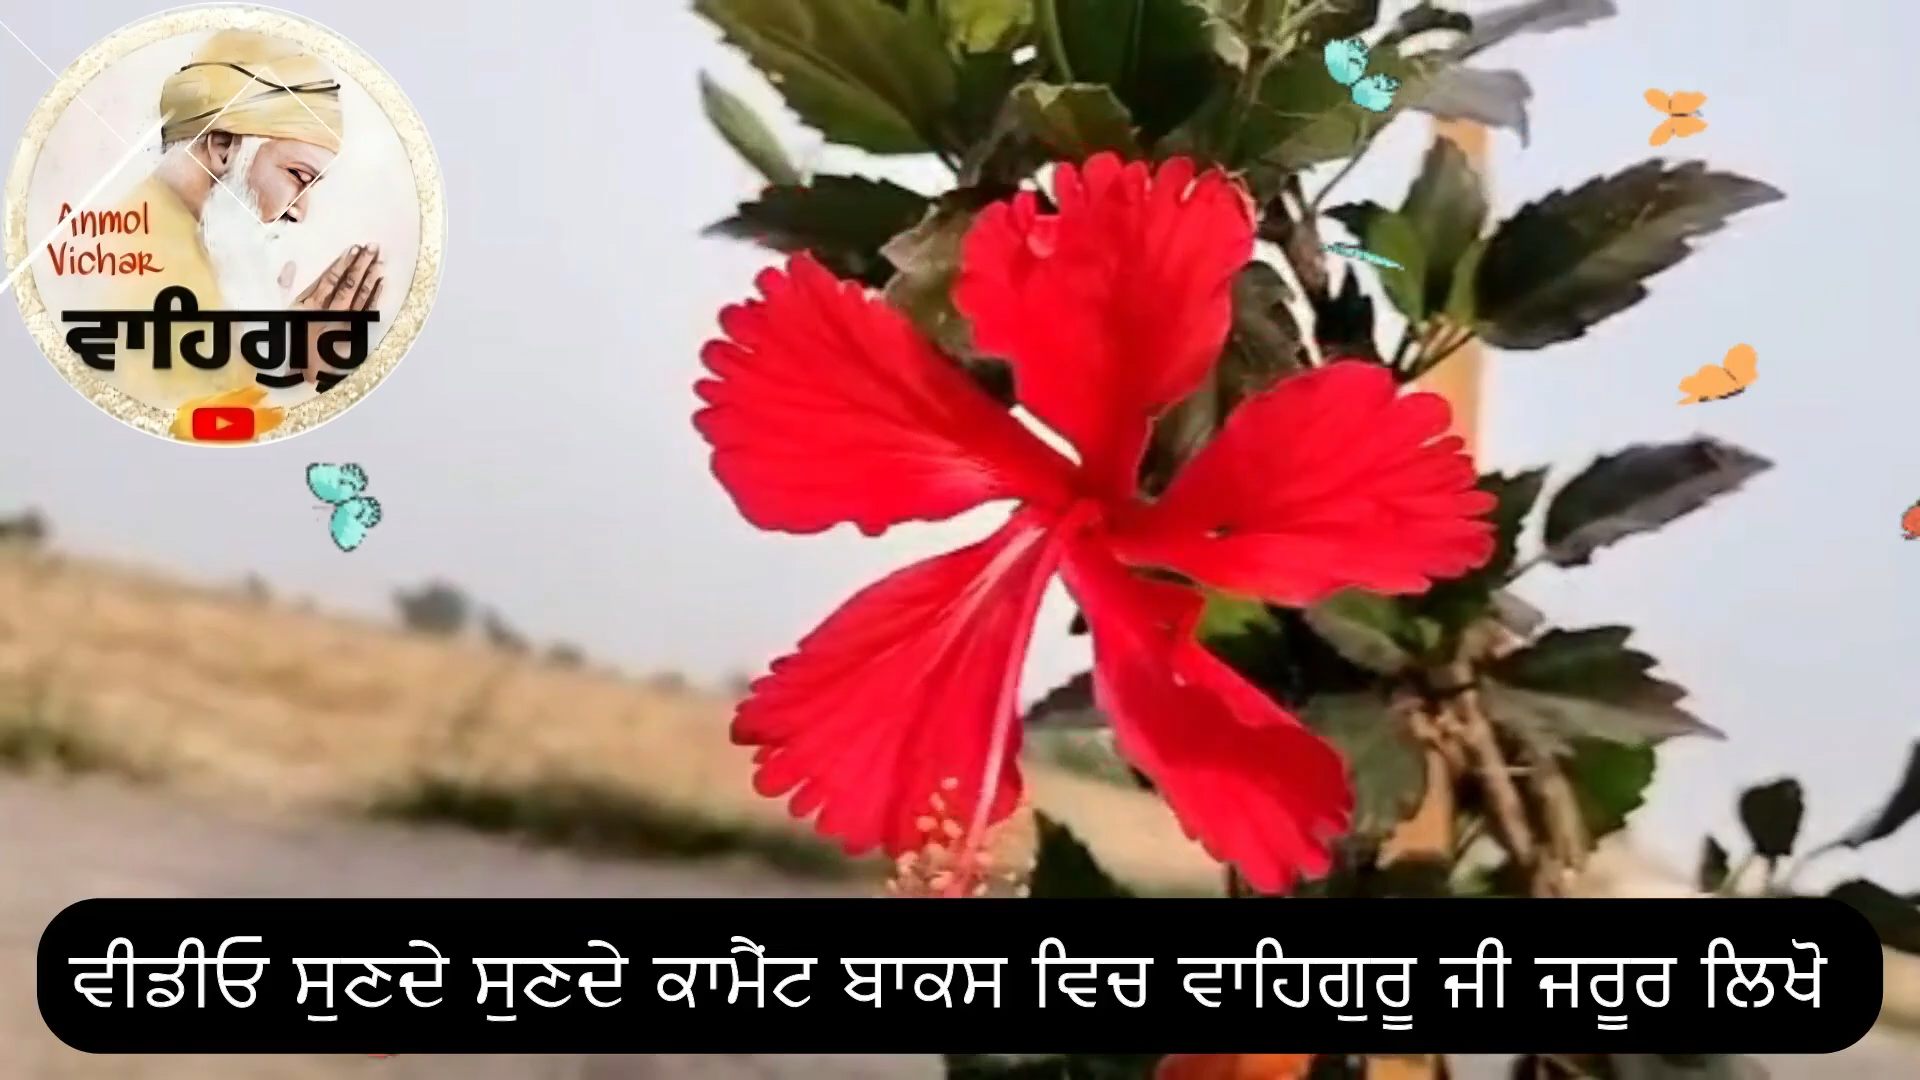 Anmol
Vichar
ਵਾਹਿਗੁਰੂ
ਵੀਡੀਓ ਸੁਣਦੇ ਸੁਣਦੇ ਕਾਮੈਂਟ ਬਾਕਸ ਵਿਚ ਵਾਹਿਗੁਰੂ ਜੀ ਜਰੂਰ ਲਿਖੋ